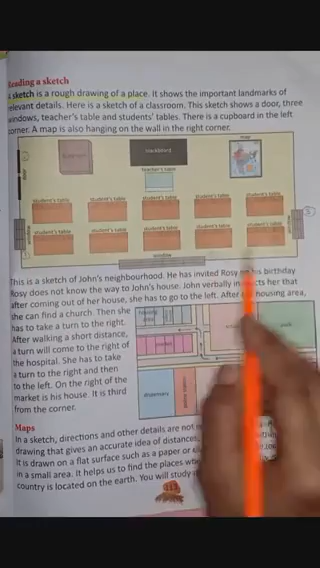 Reading a sketch
A sketch is a rough drawing of a place. It shows the important landmarks of
relevant details. Here is a sketch of a classroom. This sketch shows a door, three
windows, teacher's table and students' tables. There is a cupboard in the left
corner. A map is also hanging on the wall in the right corner.
map
blackboard
door
teacher's table
student's table student's table student's table student's table student's table
student's table student's table student's table student's table student's table
window
window
window
This is a sketch of John's neighbourhood. He has invited Rosy his birthday
Rosy does not know the way to John's house. John verbally that
after coming out of her house, she has to go to the left. After housing area,
she can find a church. Then she
has to take a turn to the right.
After walking a short distance,
a turn will come to the right of
the hospital. She has to take
a turn to the right and then
to the left. On the right of the
market is his house. It is third
from the corner.
park
dispensary
Maps
In a sketch, directions and other details are not
drawing that gives an accurate idea of distances,
It is drawn on a flat surface such as a paper or
in a small area. It helps us to find the places
country is located on the earth. You will study
113